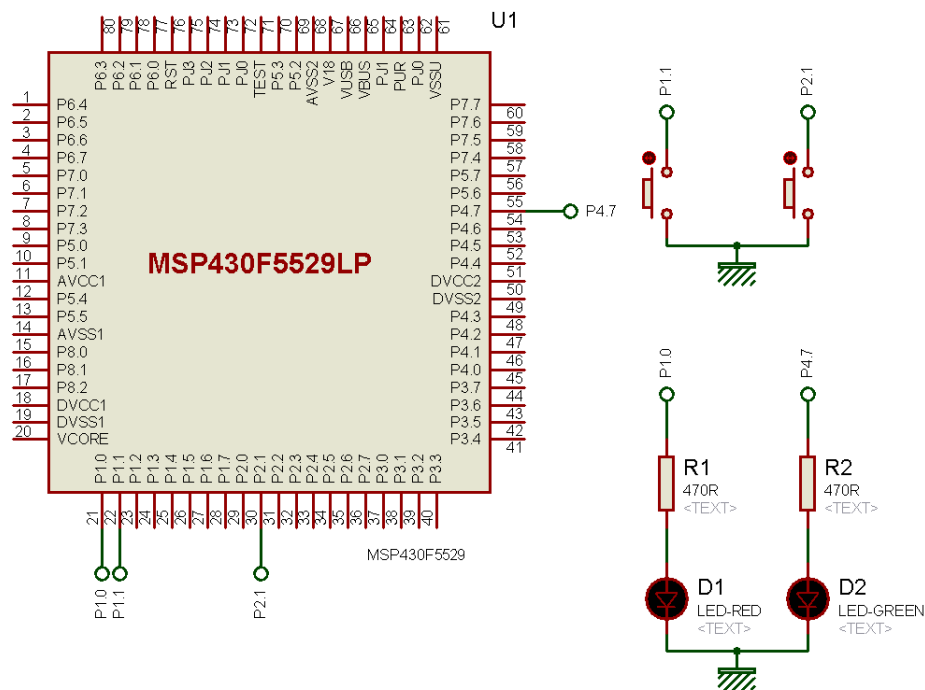 U1
80 79 78 77 76 75 74 73 72 71 70 69 68 67 66 65 64 63 62 61
P6.3 P6.2 P6.1 P6.0 RST PJ3 PJ2 PJ1 PJ0 TEST P5.3 P5.2 AVSS2 V18 VUSB VBUS PJ1 PUR PJ0 VSSU
1 P6.4
2 P6.5
3 P6.6
4 P6.7
5 P7.0
6 P7.1
7 P7.2
8 P7.3
9 P5.0
10 P5.1
11 AVCC1
12 P5.4
13 P5.5
14 AVSS1
15 P8.0
16 P8.1
17 P8.2
18 DVCC1
19 DVSS1
20 VCORE
MSP430F5529LP
P7.7 60
P7.6 59
P7.5 58
P7.4 57
P5.7 56
P5.6 55
P4.7 54
P4.6 53
P4.5 52
P4.4 51
DVCC2 50
DVSS2 49
P4.3 48
P4.2 47
P4.1 46
P4.0 45
P3.7 44
P3.6 43
P3.5 42
P3.4 41
P4.7
P1.0 P1.1 P1.2 P1.3 P1.4 P1.5 P1.6 P1.7 P2.0 P2.1 P2.2 P2.3 P2.4 P2.5 P2.6 P2.7 P3.0 P3.1 P3.2 P3.3
21 22 23 24 25 26 27 28 29 30 31 32 33 34 35 36 37 38 39 40
MSP430F5529
P1.0
P1.1
P2.1
P1.1
P2.1
P1.0
P4.7
R1
470R
<TEXT>
R2
470R
<TEXT>
D1
LED-RED
<TEXT>
D2
LED-GREEN
<TEXT>